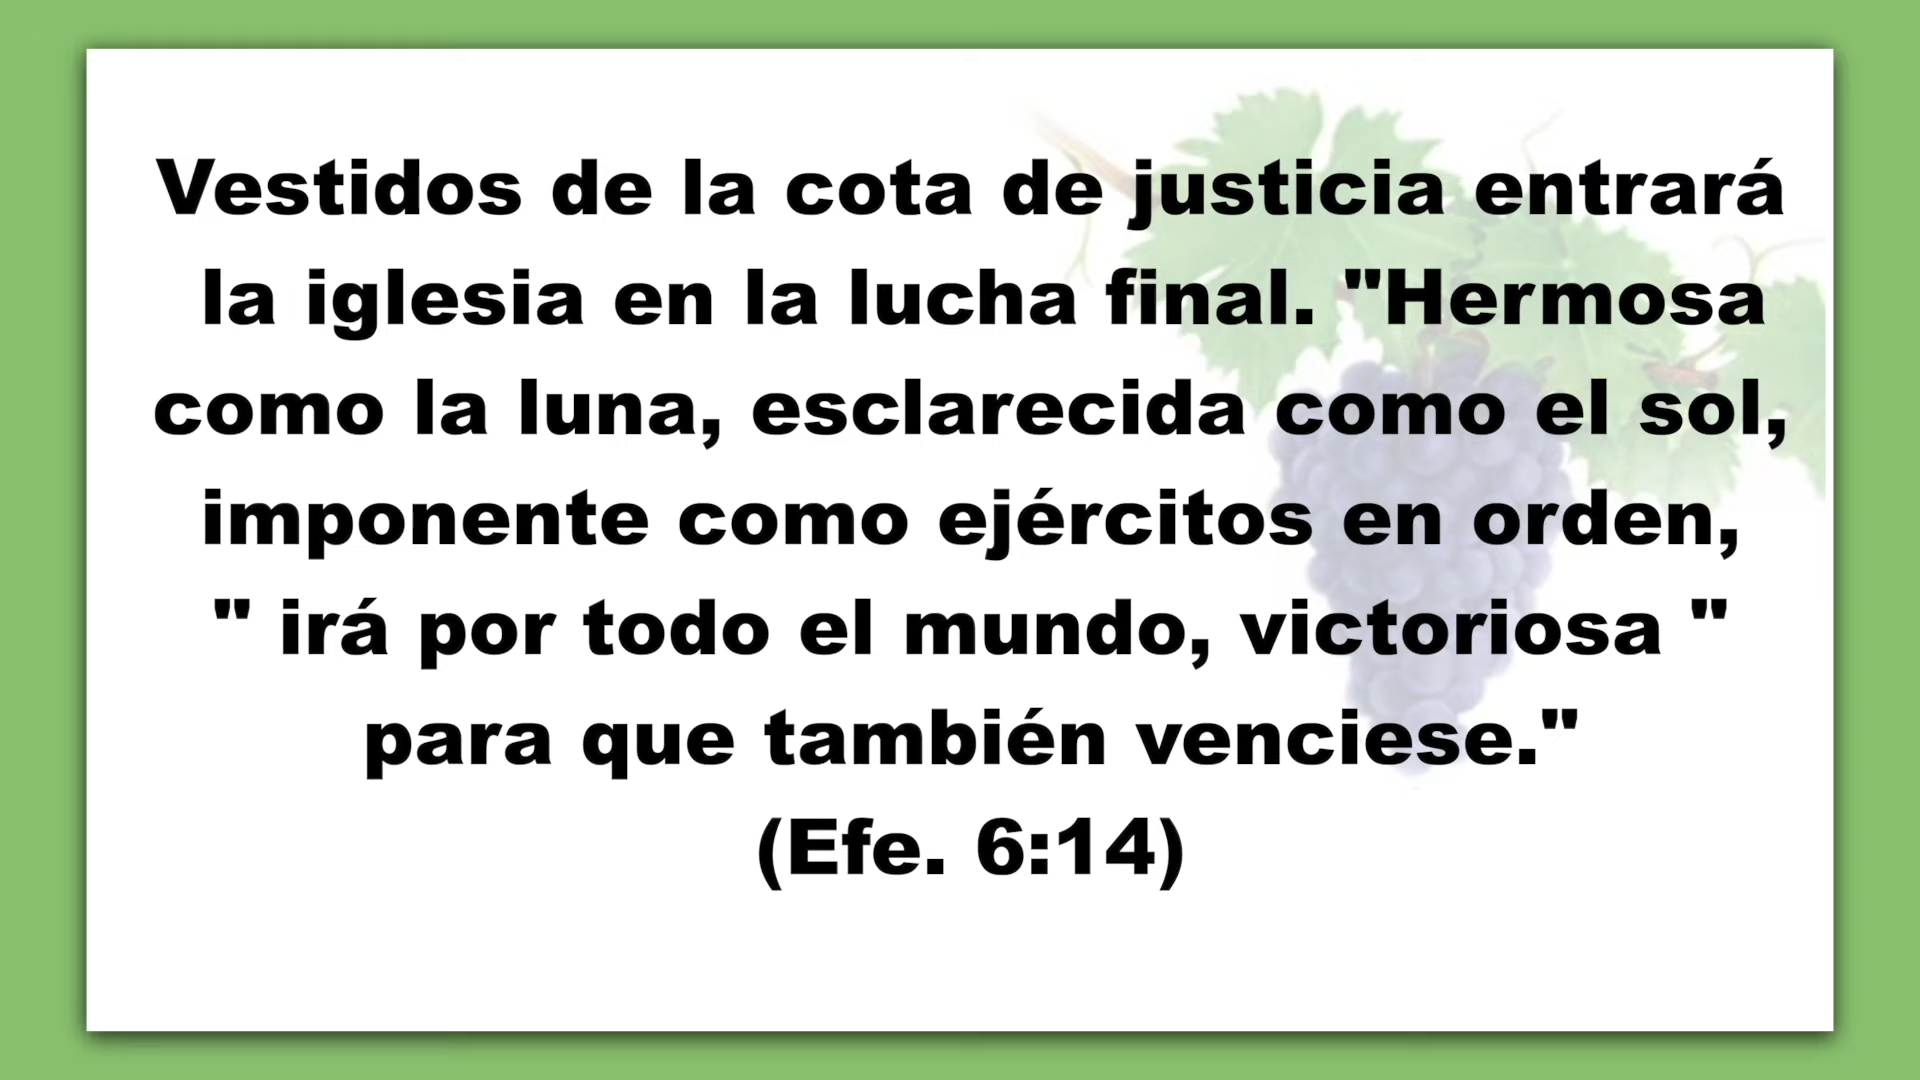 Vestidos de la cota de justicia entrará
la iglesia en la lucha final. "Hermosa
como la luna, esclarecida como el sol,
imponente como ejércitos en orden,
" irá por todo el mundo, victoriosa "
para que también venciese."
(Efe. 6:14)